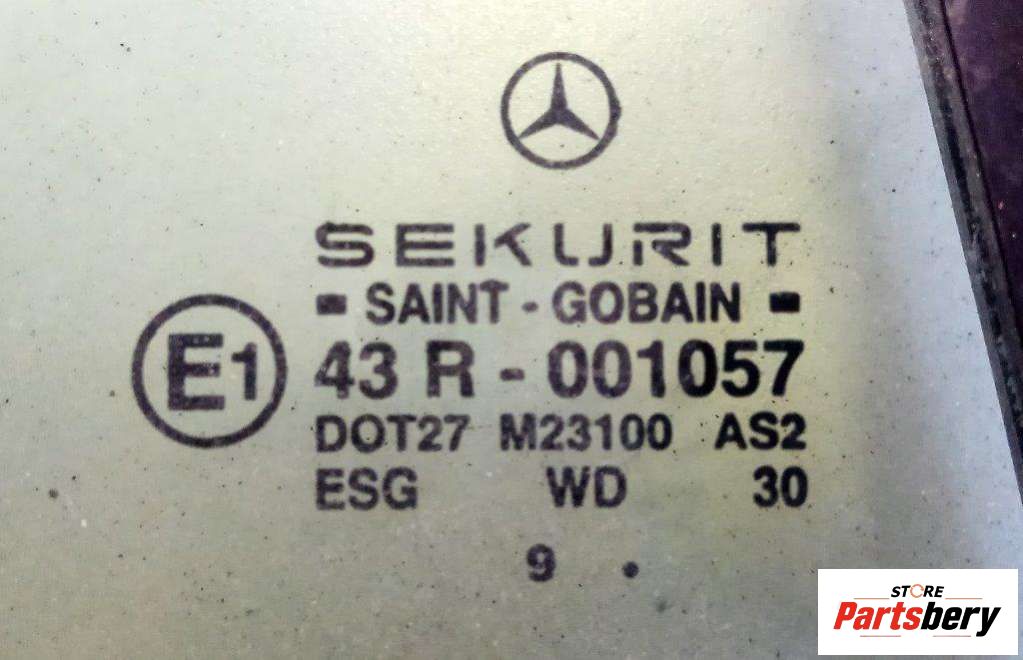 SEKURIT
- SAINT - GOBAIN -
E1
43 R - 001057
DOT27 M23100 AS2
ESG WD 30
9 .
STORE
Partsbery